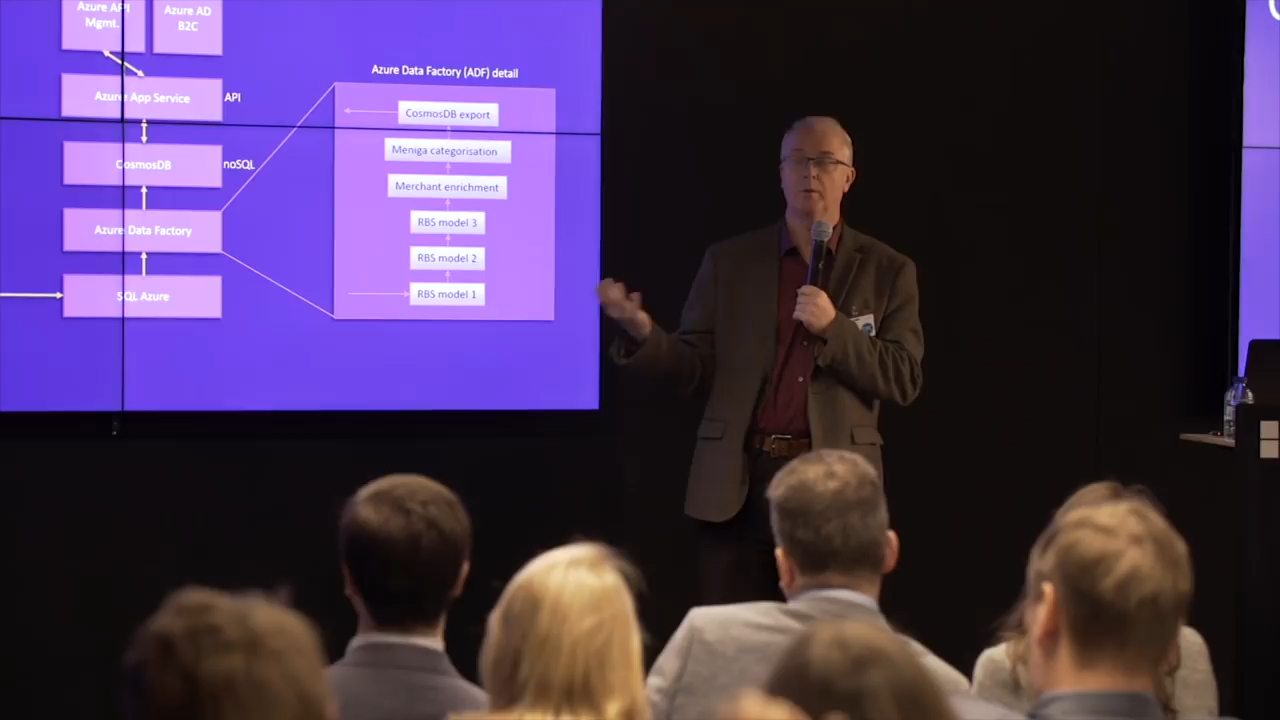 Azure API
Mgmt.
Azure AD
B2C
Azure App Service
API
CosmosDB
noSQL
Azure Data Factory
SQL Azure
Azure Data Factory (ADF) detail
CosmosDB export
Meniga categorisation
Merchant enrichment
RBS model 3
RBS model 2
RBS model 1